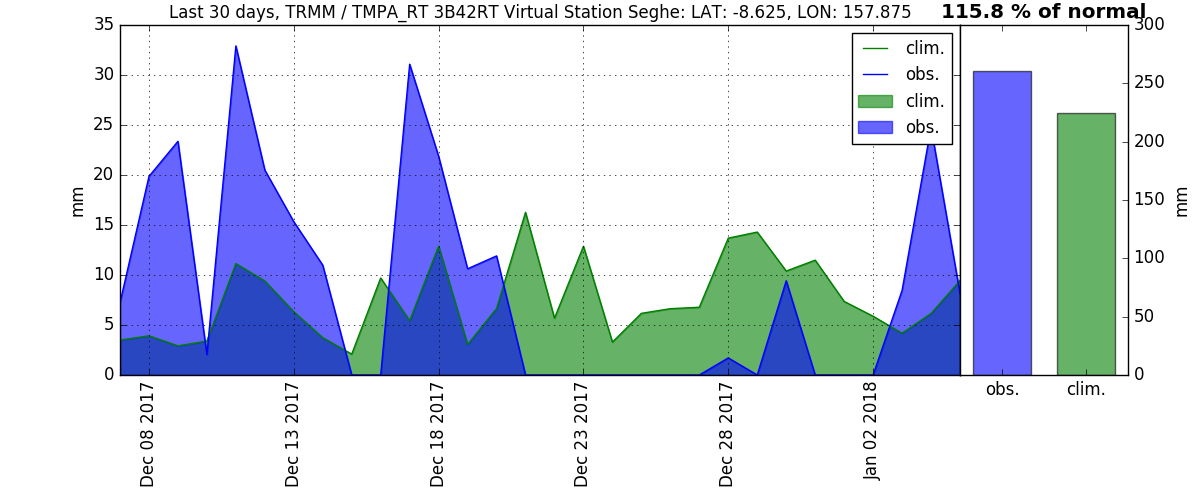 Last 30 days, TRMM / TMPA_RT 3B42RT Virtual Station Seghe: LAT: -8.625, LON: 157.875
115.8 % of normal
35
30
25
20
15
10
5
0
mm
clim.
obs.
clim.
obs.
Dec 08 2017
Dec 13 2017
Dec 18 2017
Dec 23 2017
Dec 28 2017
Jan 02 2018
300
250
200
150
100
50
0
mm
obs.
clim.